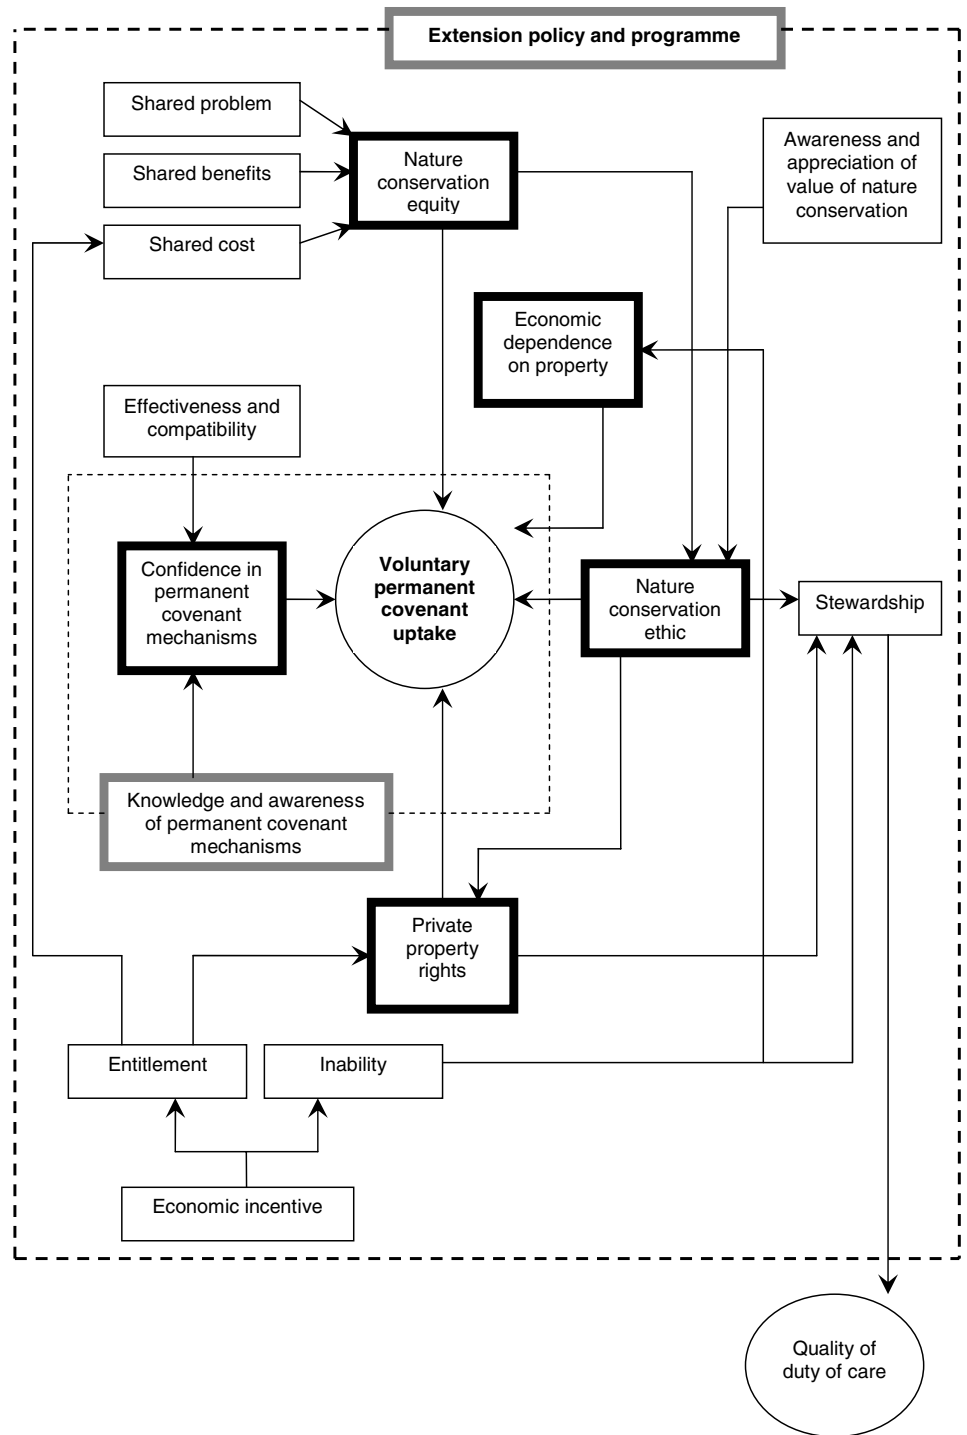 Extension policy and programme
Shared problem
Shared benefits
Shared cost
Nature
conservation
equity
Awareness and
appreciation of
value of nature
conservation
Economic
dependence
on property
Effectiveness and
compatibility
Confidence in
permanent
covenant
mechanisms
Voluntary
permanent
covenant
uptake
Nature
conservation
ethic
Stewardship
Knowledge and awareness
of permanent covenant
mechanisms
Private
property
rights
Entitlement
Inability
Economic incentive
Quality of
duty of care